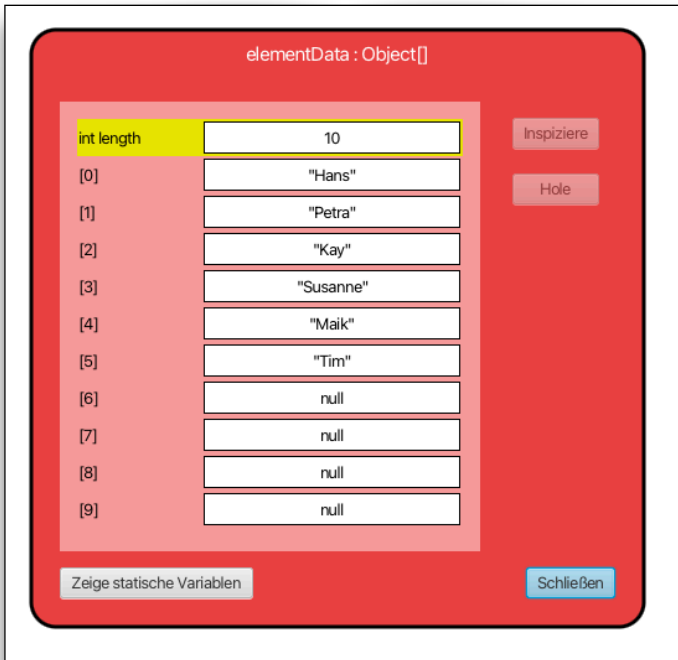 elementData : Object[]
int length 10 Inspiziere
[0] "Hans" Hole
[1] "Petra"
[2] "Kay"
[3] "Susanne"
[4] "Maik"
[5] "Tim"
[6] null
[7] null
[8] null
[9] null
Zeige statische Variablen Schließen